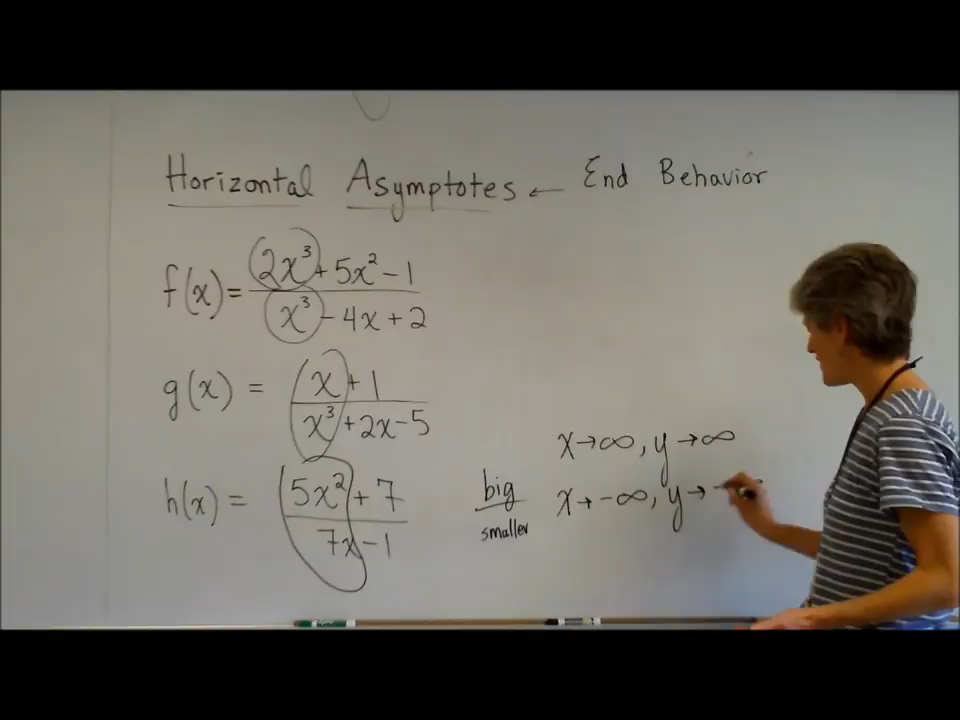 Horizontal Asymptotes ← End Behavior
f(x) = (2x³ + 5x² - 1) / (x³ - 4x + 2)
g(x) = (x + 1) / (x³ + 2x - 5)
h(x) = (5x² + 7) / (7x - 1)
big / smaller
x → ∞, y → ∞
x → -∞, y → -